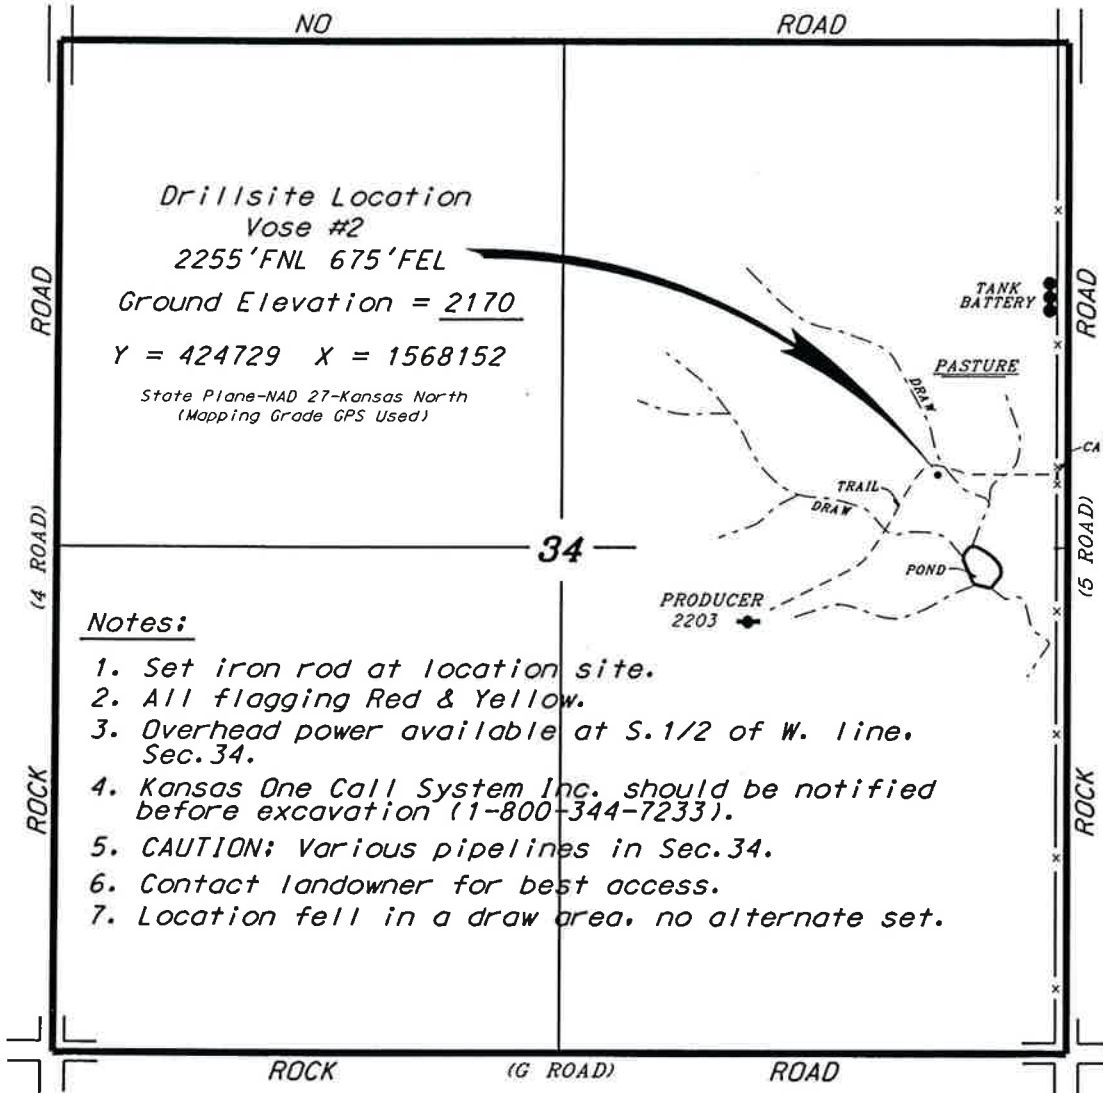 NO ROAD
Drillsite Location
Vose #2
2255'FNL 675'FEL
Ground Elevation = 2170
Y = 424729 X = 1568152
State Plane-NAD 27-Kansas North
(Mapping Grade GPS Used)
ROAD
(4 ROAD)
ROCK
TANK
BATTERY
ROAD
PASTURE
DRAW
CA
TRAIL
DRAW
(5 ROAD)
34
POND
PRODUCER
2203
ROCK
Notes:
1. Set iron rod at location site.
2. All flagging Red & Yellow.
3. Overhead power available at S.1/2 of W. line,
Sec.34.
4. Kansas One Call System Inc. should be notified
before excavation (1-800-344-7233).
5. CAUTION: Various pipelines in Sec.34.
6. Contact landowner for best access.
7. Location fell in a draw area, no alternate set.
ROCK (G ROAD) ROAD